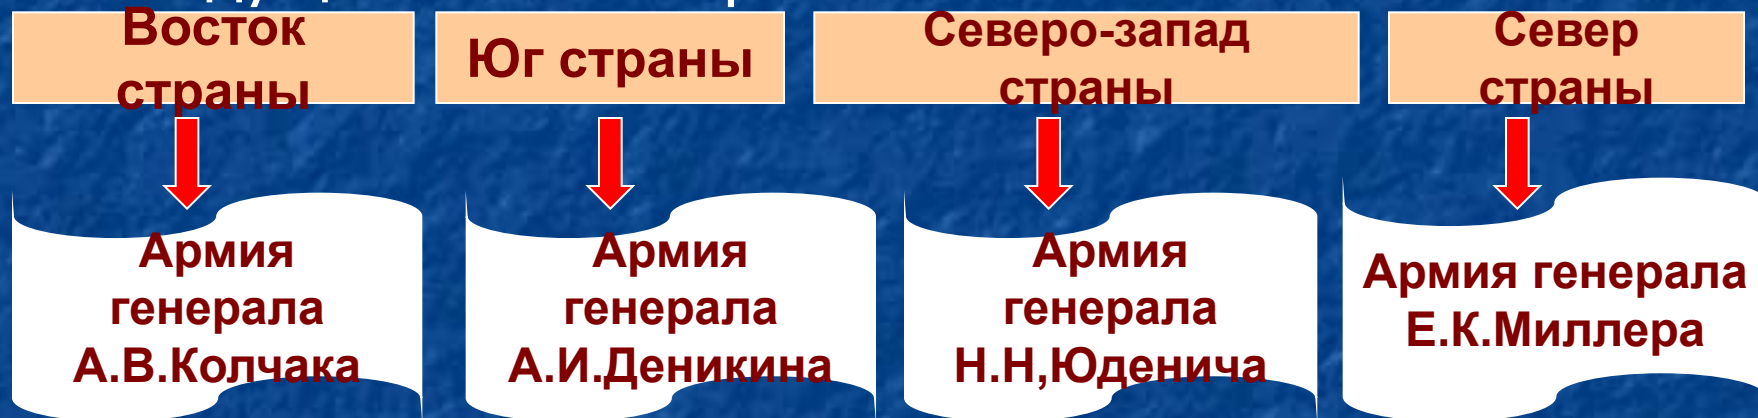 Восток
страны
Юг страны
Северо-запад
страны
Север
страны
Армия
генерала
А.В.Колчака
Армия
генерала
А.И.Деникина
Армия
генерала
Н.Н,Юденича
Армия генерала
Е.К.Миллера